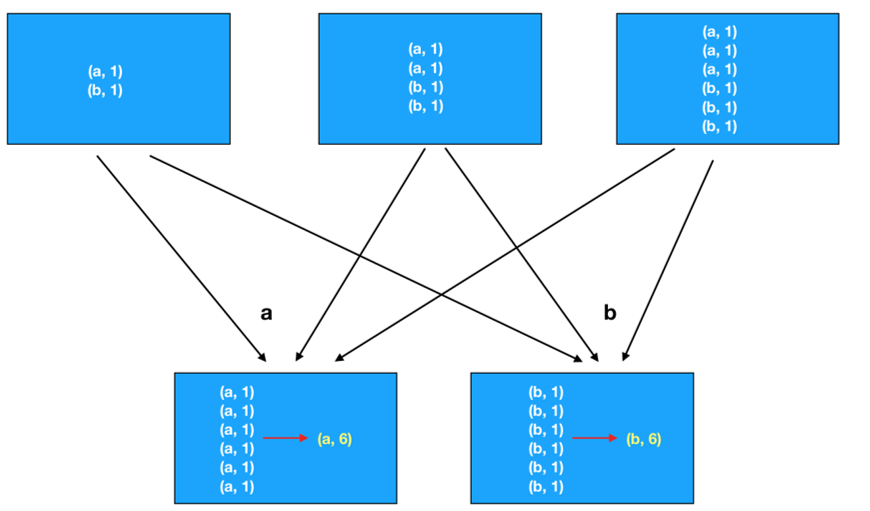 (a, 1)
(b, 1)
(a, 1)
(a, 1)
(b, 1)
(b, 1)
(a, 1)
(a, 1)
(a, 1)
(b, 1)
(b, 1)
(b, 1)
a
b
(a, 1)
(a, 1)
(a, 1)
(a, 1)
(a, 1)
(a, 1)
(a, 6)
(b, 1)
(b, 1)
(b, 1)
(b, 1)
(b, 1)
(b, 1)
(b, 6)